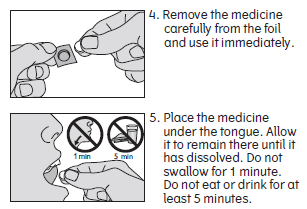 4. Remove the medicine
carefully from the foil
and use it immediately.
1 min
5 min
5. Place the medicine
under the tongue. Allow
it to remain there until it
has dissolved. Do not
swallow for 1 minute.
Do not eat or drink for at
least 5 minutes.